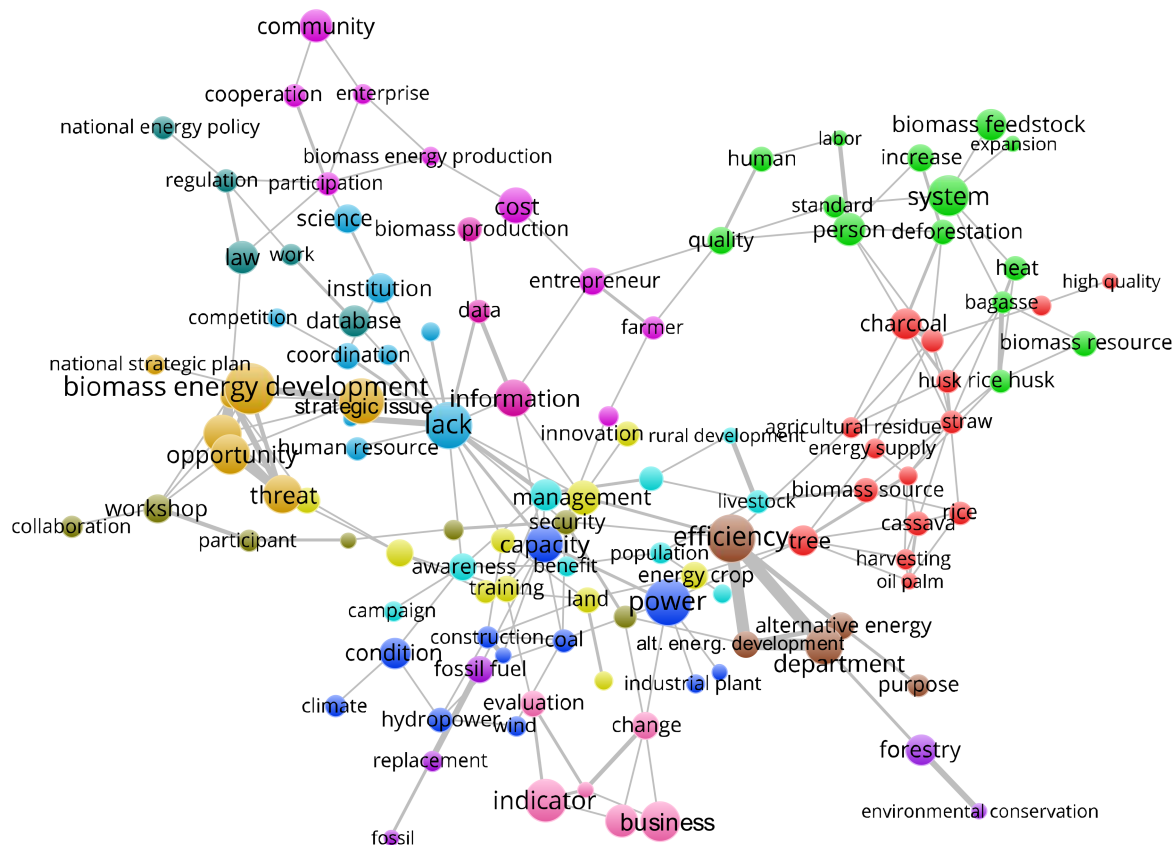 community
cooperation
enterprise
national energy policy
biomass feedstock
labor
expansion
biomass energy production
human
increase
regulation
participation
system
science
cost
standard
biomass production
person
deforestation
quality
law
work
heat
entrepreneur
high quality
institution
bagasse
data
competition
database
farmer
charcoal
biomass resource
coordination
national strategic plan
biomass energy development
husk
rice husk
strategic issue
information
lack
innovation
rural development
agricultural residue
straw
human resource
energy supply
opportunity
threat
management
livestock
biomass source
workshop
security
rice
collaboration
cassava
participant
capacity
efficiency
tree
population
harvesting
awareness
benefit
energy crop
oil palm
training
land
power
campaign
alternative energy
construction
coal
alt. energ. development
condition
fossil fuel
department
industrial plant
purpose
climate
evaluation
hydropower
wind
change
forestry
replacement
indicator
business
environmental conservation
fossil